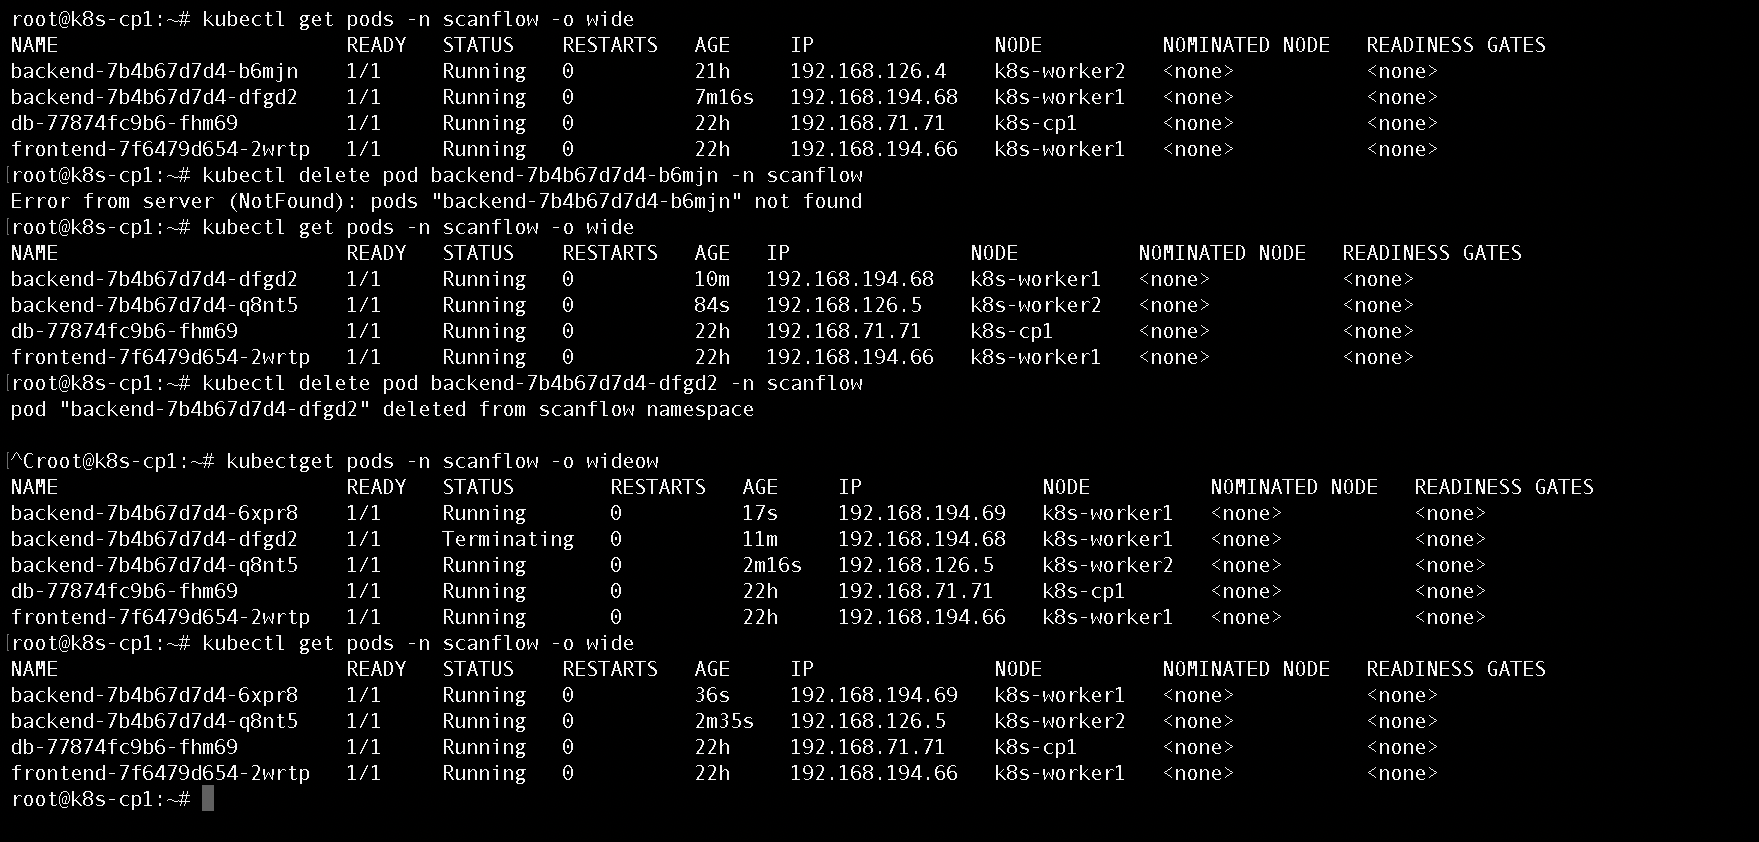 root@k8s-cp1:~# kubectl get pods -n scanflow -o wide
NAME                        READY   STATUS    RESTARTS   AGE     IP               NODE          NOMINATED NODE   READINESS GATES
backend-7b4b67d7d4-b6mjn    1/1     Running   0          21h     192.168.126.4    k8s-worker2   <none>           <none>
backend-7b4b67d7d4-dfgd2    1/1     Running   0          7m16s   192.168.194.68   k8s-worker1   <none>           <none>
db-77874fc9b6-fhm69         1/1     Running   0          22h     192.168.71.71    k8s-cp1       <none>           <none>
frontend-7f6479d654-2wrtp   1/1     Running   0          22h     192.168.194.66   k8s-worker1   <none>           <none>
[root@k8s-cp1:~# kubectl delete pod backend-7b4b67d7d4-b6mjn -n scanflow
Error from server (NotFound): pods "backend-7b4b67d7d4-b6mjn" not found
[root@k8s-cp1:~# kubectl get pods -n scanflow -o wide
NAME                        READY   STATUS    RESTARTS   AGE   IP               NODE          NOMINATED NODE   READINESS GATES
backend-7b4b67d7d4-dfgd2    1/1     Running   0          10m   192.168.194.68   k8s-worker1   <none>           <none>
backend-7b4b67d7d4-q8nt5    1/1     Running   0          84s   192.168.126.5    k8s-worker2   <none>           <none>
db-77874fc9b6-fhm69         1/1     Running   0          22h   192.168.71.71    k8s-cp1       <none>           <none>
frontend-7f6479d654-2wrtp   1/1     Running   0          22h   192.168.194.66   k8s-worker1   <none>           <none>
[root@k8s-cp1:~# kubectl delete pod backend-7b4b67d7d4-dfgd2 -n scanflow
pod "backend-7b4b67d7d4-dfgd2" deleted from scanflow namespace
[^Croot@k8s-cp1:~# kubectget pods -n scanflow -o wideow
NAME                        READY   STATUS        RESTARTS   AGE     IP               NODE          NOMINATED NODE   READINESS GATES
backend-7b4b67d7d4-6xpr8    1/1     Running       0          17s     192.168.194.69   k8s-worker1   <none>           <none>
backend-7b4b67d7d4-dfgd2    1/1     Terminating   0          11m     192.168.194.68   k8s-worker1   <none>           <none>
backend-7b4b67d7d4-q8nt5    1/1     Running       0          2m16s   192.168.126.5    k8s-worker2   <none>           <none>
db-77874fc9b6-fhm69         1/1     Running       0          22h     192.168.71.71    k8s-cp1       <none>           <none>
frontend-7f6479d654-2wrtp   1/1     Running       0          22h     192.168.194.66   k8s-worker1   <none>           <none>
[root@k8s-cp1:~# kubectl get pods -n scanflow -o wide
NAME                        READY   STATUS    RESTARTS   AGE     IP               NODE          NOMINATED NODE   READINESS GATES
backend-7b4b67d7d4-6xpr8    1/1     Running   0          36s     192.168.194.69   k8s-worker1   <none>           <none>
backend-7b4b67d7d4-q8nt5    1/1     Running   0          2m35s   192.168.126.5    k8s-worker2   <none>           <none>
db-77874fc9b6-fhm69         1/1     Running   0          22h     192.168.71.71    k8s-cp1       <none>           <none>
frontend-7f6479d654-2wrtp   1/1     Running   0          22h     192.168.194.66   k8s-worker1   <none>           <none>
root@k8s-cp1:~#